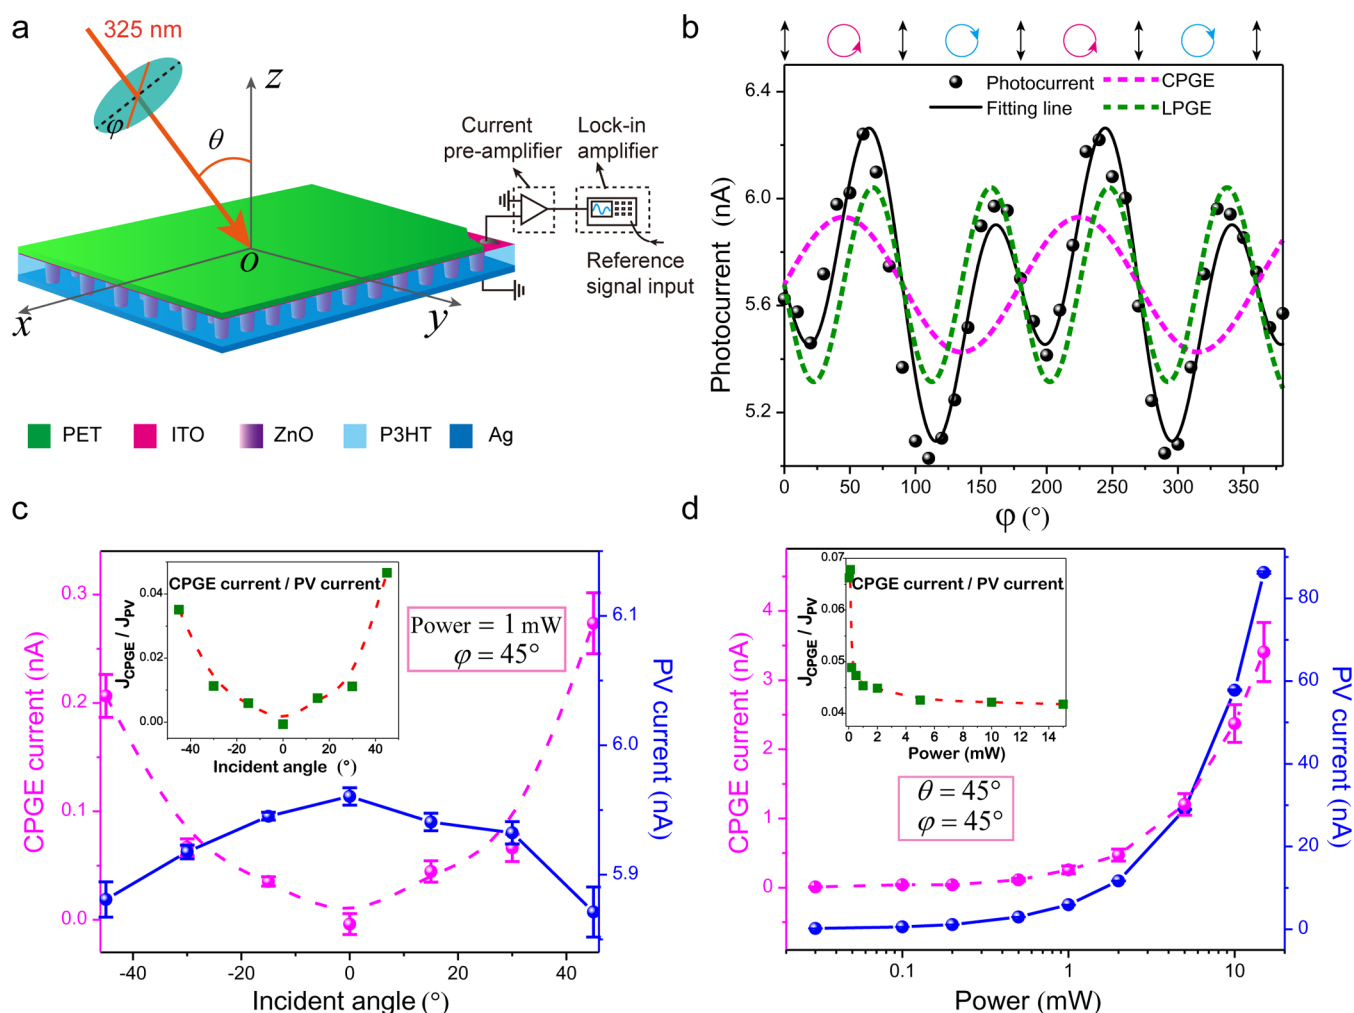 a
325 nm
z
φ
θ
Current
pre-amplifier
Lock-in
amplifier
Reference
signal input
o
x
y
PET
ITO
ZnO
P3HT
Ag
b
Photocurrent
CPGE
Fitting line
LPGE
6.4
6.0
5.6
5.2
Photocurrent (nA)
0
50
100
150
200
250
300
350
φ (°)
c
CPGE current / PV current
Power = 1 mW
φ = 45°
0.3
0.2
0.1
0.0
CPGE current (nA)
0.04
0.02
0.00
J_CPGE / J_PV
-40
-20
0
20
40
Incident angle (°)
6.1
6.0
5.9
PV current (nA)
-40
-20
0
20
40
Incident angle (°)
d
CPGE current / PV current
0.07
0.06
0.05
0.04
J_CPGE / J_PV
0
2
4
6
8
10
12
14
Power (mW)
θ = 45°
φ = 45°
4
3
2
1
0
CPGE current (nA)
80
60
40
20
0
PV current (nA)
0.1
1
10
Power (mW)